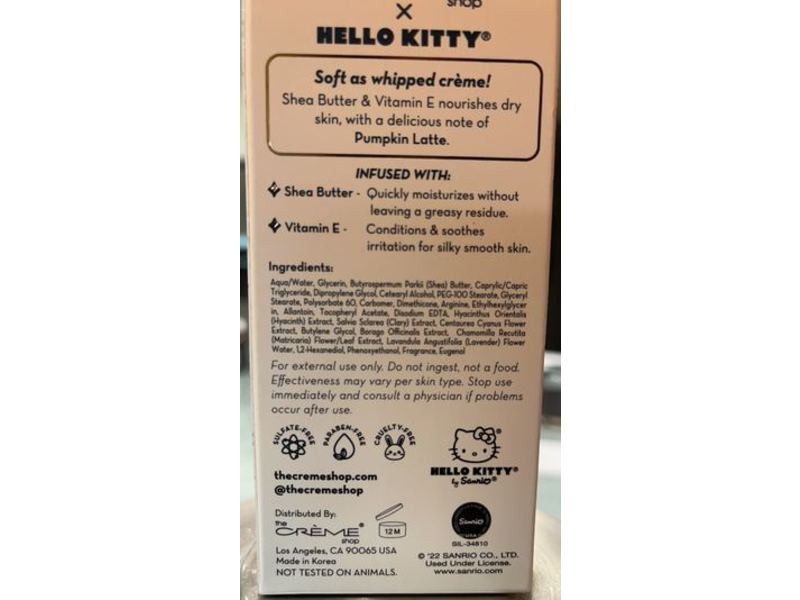 shop
X
HELLO KITTY®
Soft as whipped crème!
Shea Butter & Vitamin E nourishes dry
skin, with a delicious note of
Pumpkin Latte.
INFUSED WITH:
Shea Butter - Quickly moisturizes without
leaving a greasy residue.
Vitamin E - Conditions & soothes
irritation for silky smooth skin.
Ingredients:
Aqua/Water, Glycerin, Butyrospermum Parkii (Shea) Butter, Caprylic/Capric
Triglyceride, Dipropylene Glycol, Cetearyl Alcohol, PEG-100 Stearate, Glyceryl
Stearate, Polysorbate 60, Carbomer, Dimethicone, Arginine, Ethylhexylglycer
in, Allantoin, Tocopheryl Acetate, Disodium EDTA, Hyacinthus Orientalis
(Hyacinth) Extract, Salvia Sclarea (Clary) Extract, Centaurea Cyanus Flower
Extract, Butylene Glycol, Borago Officinalis Extract, Chamomilla Recutita
(Matricaria) Flower/Leaf Extract, Lavandula Angustifolia (Lavender) Flower
Water, 1,2-Hexanediol, Phenoxyethanol, Fragrance, Eugenol
For external use only. Do not ingest, not a food.
Effectiveness may vary per skin type. Stop use
immediately and consult a physician if problems
occur after use.
SULFATE-FREE PARABEN-FREE CRUELTY-FREE
HELLO KITTY®
by Sanrio®
thecremeshop.com
@thecremeshop
Distributed By:
the
CRÈME®
shop
12 M
Sanrio
USA
SIL-34810
Los Angeles, CA 90065 USA
Made in Korea
NOT TESTED ON ANIMALS.
© '22 SANRIO CO., LTD.
Used Under License.
www.sanrio.com